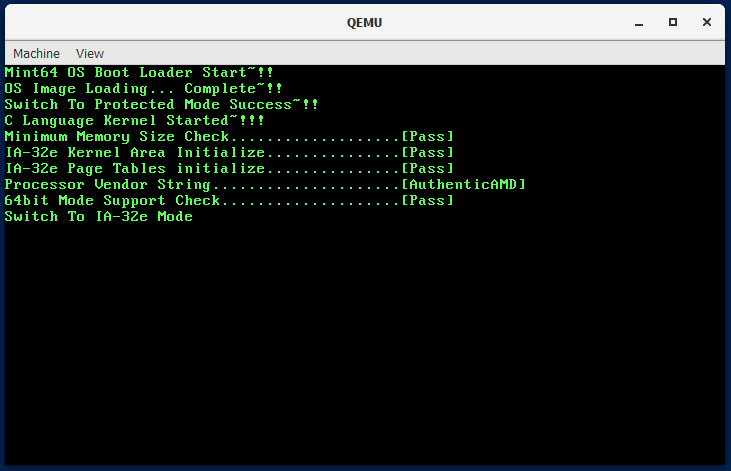 QEMU
Machine View
Mint64 OS Boot Loader Start~!!
OS Image Loading... Complete~!!
Switch To Protected Mode Success~!!
C Language Kernel Started~!!!
Minimum Memory Size Check...................[Pass]
IA-32e Kernel Area Initialize...............[Pass]
IA-32e Page Tables initialize...............[Pass]
Processor Vendor String.....................[AuthenticAMD]
64bit Mode Support Check....................[Pass]
Switch To IA-32e Mode